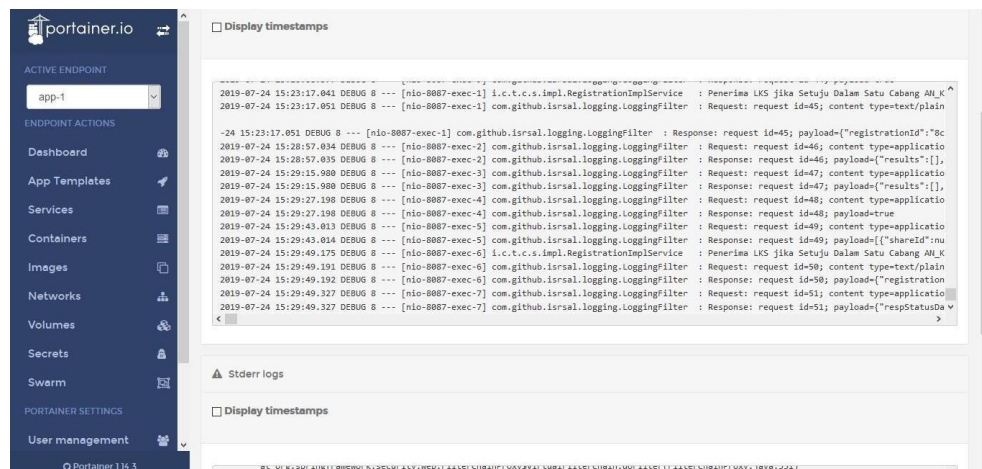 portainer.io
ACTIVE ENDPOINT
app-1
ENDPOINT ACTIONS
Dashboard
App Templates
Services
Containers
Images
Networks
Volumes
Secrets
Swarm
PORTAINER SETTINGS
User management
Portainer 1.14.3
Display timestamps
2019-07-24 15:23:17.041 DEBUG 8 --- [nio-8087-exec-1] i.c.t.c.s.impl.RegistrationImplService : Penerima LKS jika Setuju Dalam Satu Cabang AN_K
2019-07-24 15:23:17.051 DEBUG 8 --- [nio-8087-exec-1] com.github.isrsal.logging.LoggingFilter : Request: request id=45; content type=text/plain
-24 15:23:17.051 DEBUG 8 --- [nio-8087-exec-1] com.github.isrsal.logging.LoggingFilter : Response: request id=45; payload={"registrationId":"8c
2019-07-24 15:28:57.034 DEBUG 8 --- [nio-8087-exec-2] com.github.isrsal.logging.LoggingFilter : Request: request id=46; content type=applicatio
2019-07-24 15:28:57.035 DEBUG 8 --- [nio-8087-exec-2] com.github.isrsal.logging.LoggingFilter : Response: request id=46; payload={"results":[],
2019-07-24 15:29:15.980 DEBUG 8 --- [nio-8087-exec-3] com.github.isrsal.logging.LoggingFilter : Request: request id=47; content type=applicatio
2019-07-24 15:29:15.980 DEBUG 8 --- [nio-8087-exec-3] com.github.isrsal.logging.LoggingFilter : Response: request id=47; payload={"results":[],
2019-07-24 15:29:27.198 DEBUG 8 --- [nio-8087-exec-4] com.github.isrsal.logging.LoggingFilter : Request: request id=48; content type=applicatio
2019-07-24 15:29:27.198 DEBUG 8 --- [nio-8087-exec-4] com.github.isrsal.logging.LoggingFilter : Response: request id=48; payload=true
2019-07-24 15:29:43.013 DEBUG 8 --- [nio-8087-exec-5] com.github.isrsal.logging.LoggingFilter : Request: request id=49; content type=applicatio
2019-07-24 15:29:43.014 DEBUG 8 --- [nio-8087-exec-5] com.github.isrsal.logging.LoggingFilter : Response: request id=49; payload=[{"shareId":nu
2019-07-24 15:29:49.175 DEBUG 8 --- [nio-8087-exec-6] i.c.t.c.s.impl.RegistrationImplService : Penerima LKS jika Setuju Dalam Satu Cabang AN_K
2019-07-24 15:29:49.191 DEBUG 8 --- [nio-8087-exec-6] com.github.isrsal.logging.LoggingFilter : Request: request id=50; content type=text/plain
2019-07-24 15:29:49.192 DEBUG 8 --- [nio-8087-exec-6] com.github.isrsal.logging.LoggingFilter : Response: request id=50; payload={"registration
2019-07-24 15:29:49.327 DEBUG 8 --- [nio-8087-exec-7] com.github.isrsal.logging.LoggingFilter : Request: request id=51; content type=applicatio
2019-07-24 15:29:49.327 DEBUG 8 --- [nio-8087-exec-7] com.github.isrsal.logging.LoggingFilter : Response: request id=51; payload={"respStatusDa
Stderr logs
Display timestamps